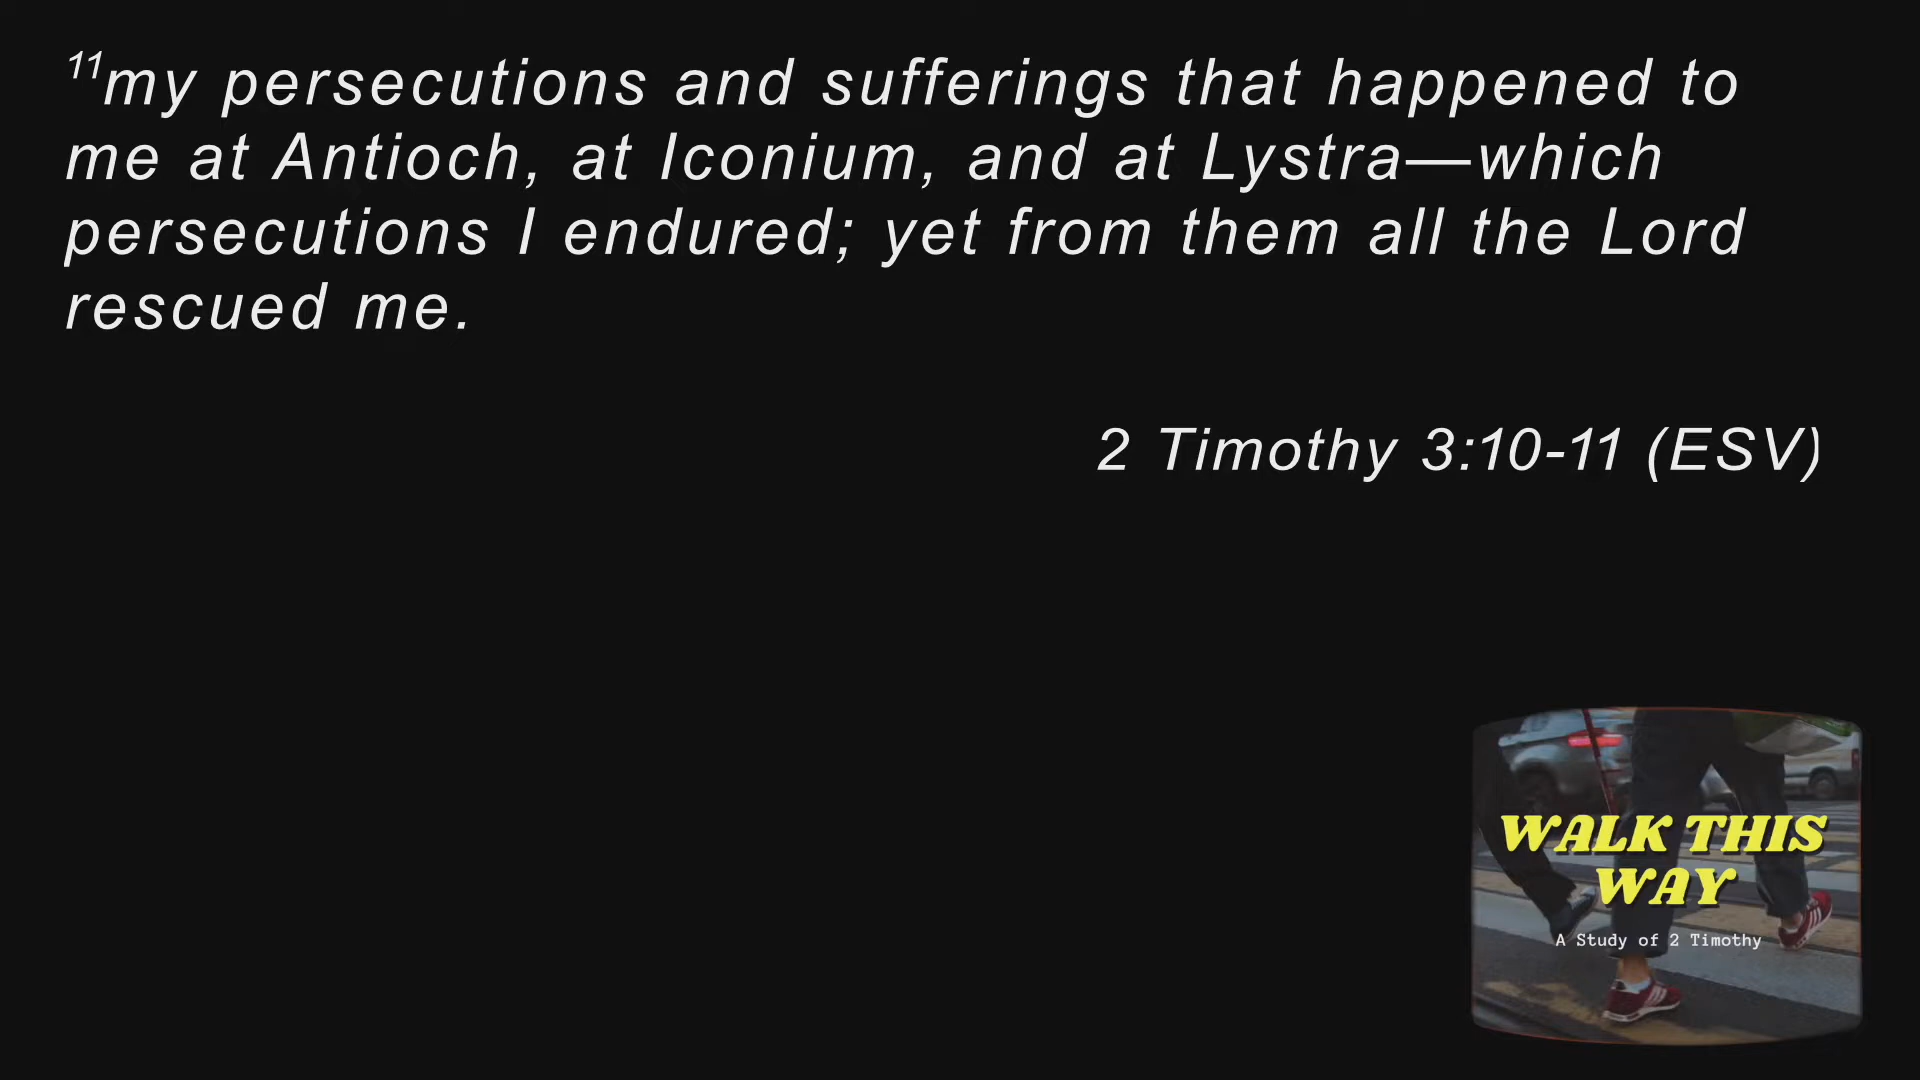 11my persecutions and sufferings that happened to
me at Antioch, at Iconium, and at Lystra—which
persecutions I endured; yet from them all the Lord
rescued me.
2 Timothy 3:10-11 (ESV)
WALK THIS
WAY
A Study of 2 Timothy